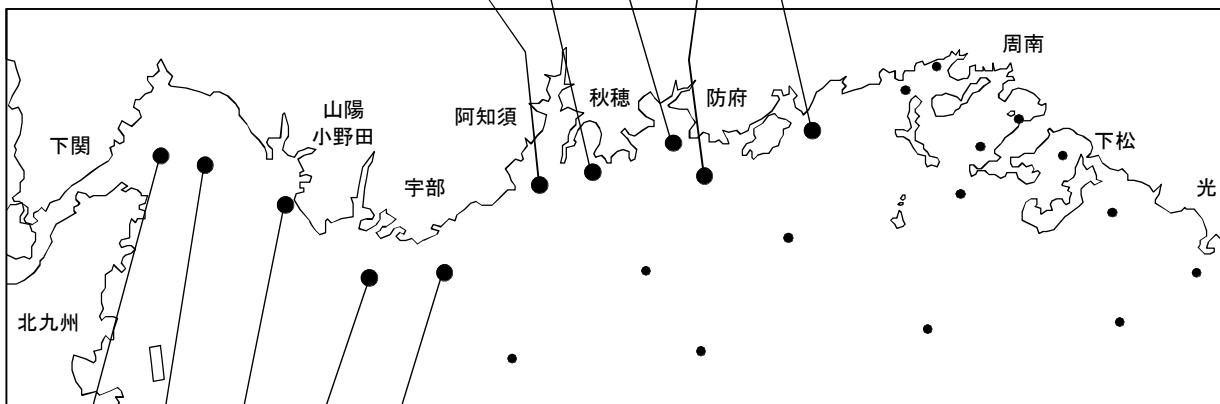 周南
山陽
小野田
阿知須
秋穂
防府
下関
下松
宇部
光
北九州